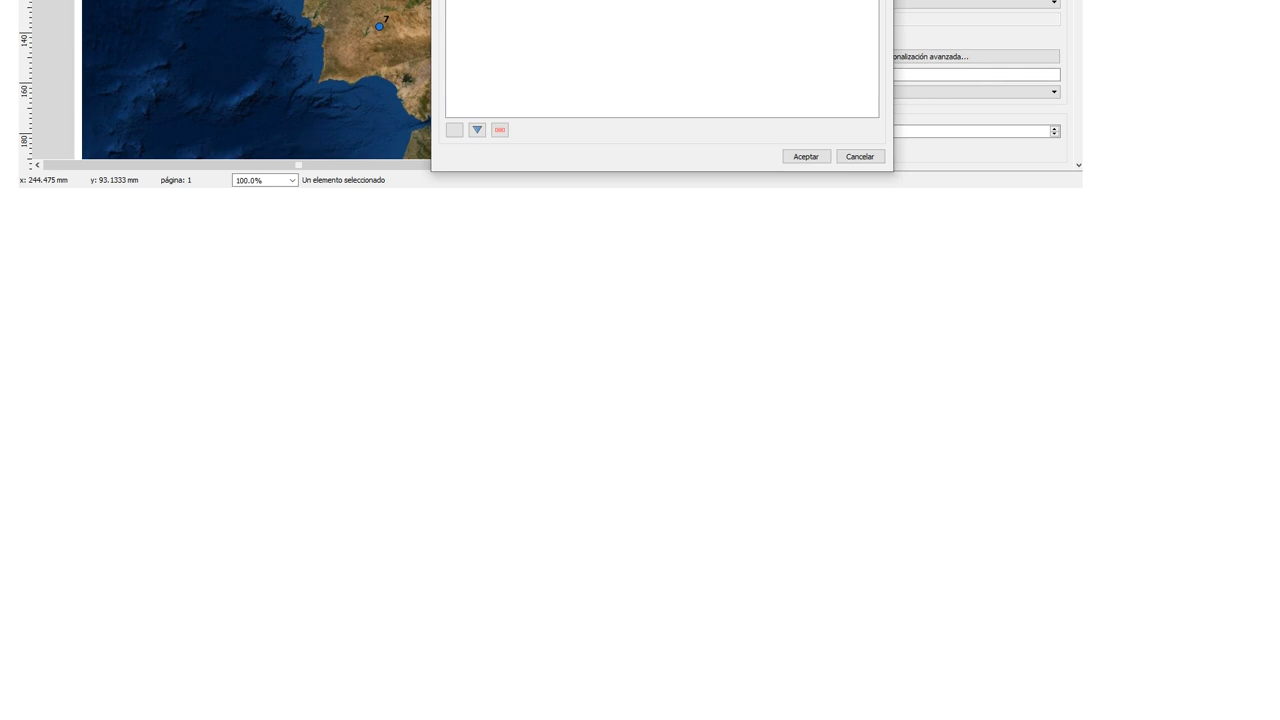 7
140
onalización avanzada...
160
180
Aceptar
Cancelar
x: 244.475 mm
y: 93.1333 mm
página: 1
100.0%
Un elemento seleccionado